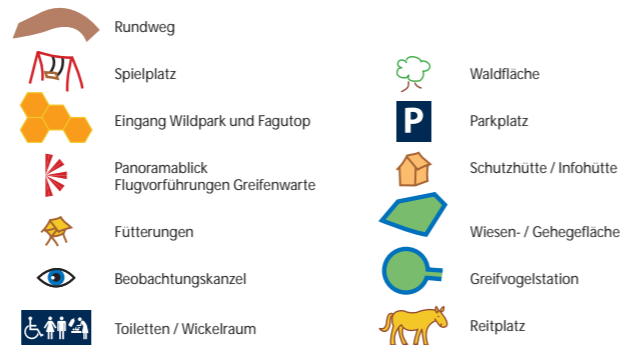 Rundweg
Spielplatz
Eingang Wildpark und Fagutop
Panoramablick
Flugvorführungen Greifenwarte
Fütterungen
Beobachtungskanzel
Toiletten / Wickelraum
Waldfläche
P
Parkplatz
Schutzhütte / Infohütte
Wiesen- / Gehegefläche
Greifvogelstation
Reitplatz